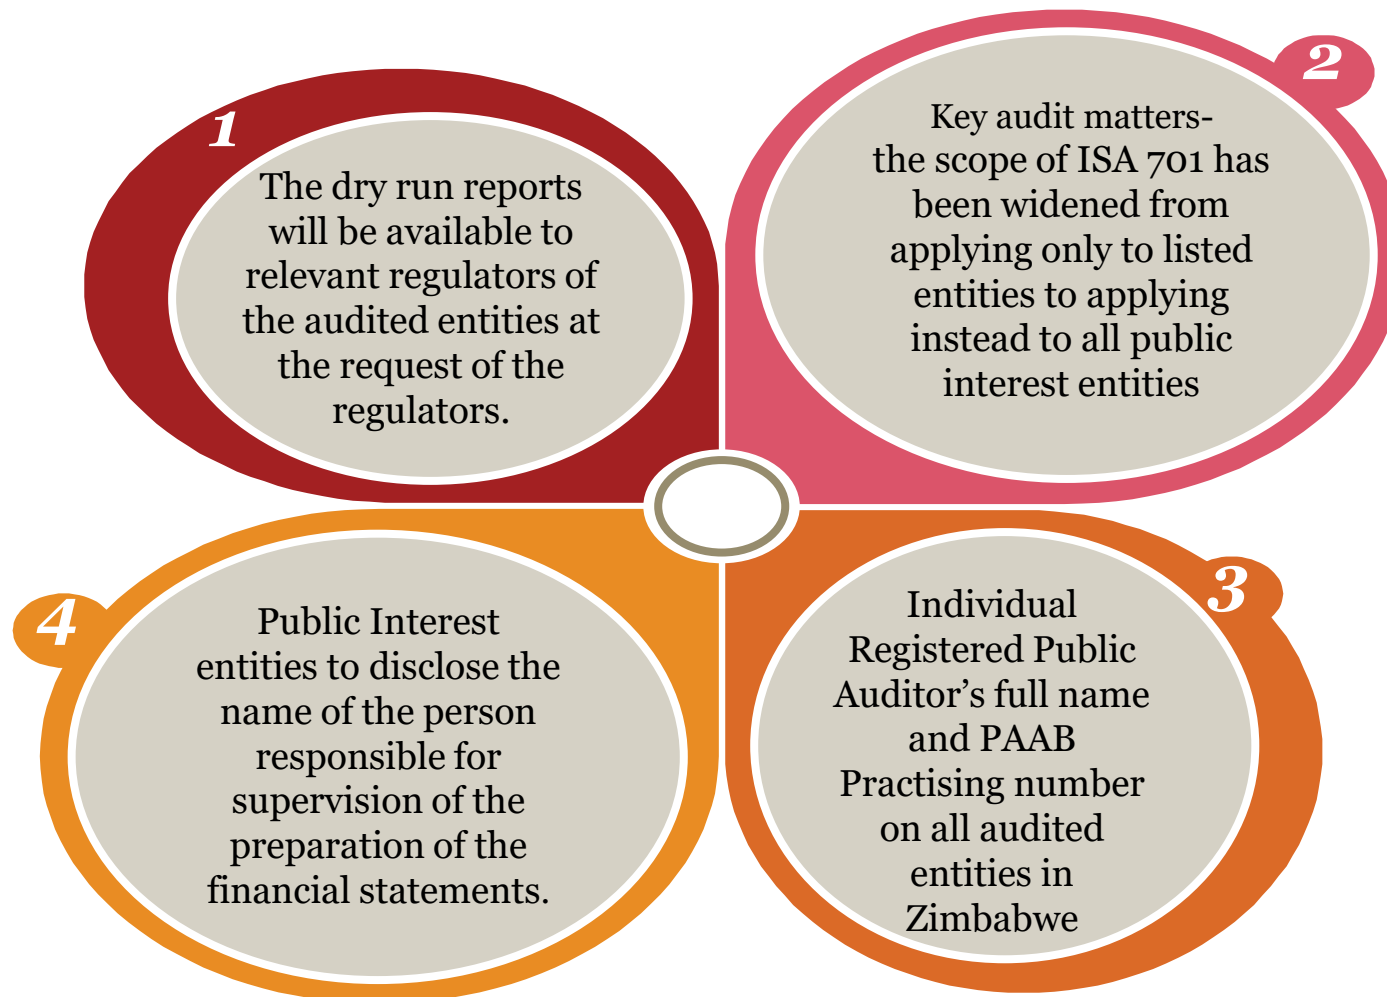 1
The dry run reports
will be available to
relevant regulators of
the audited entities at
the request of the
regulators.
2
Key audit matters-
the scope of ISA 701 has
been widened from
applying only to listed
entities to applying
instead to all public
interest entities
3
Individual
Registered Public
Auditor’s full name
and PAAB
Practising number
on all audited
entities in
Zimbabwe
4
Public Interest
entities to disclose the
name of the person
responsible for
supervision of the
preparation of the
financial statements.